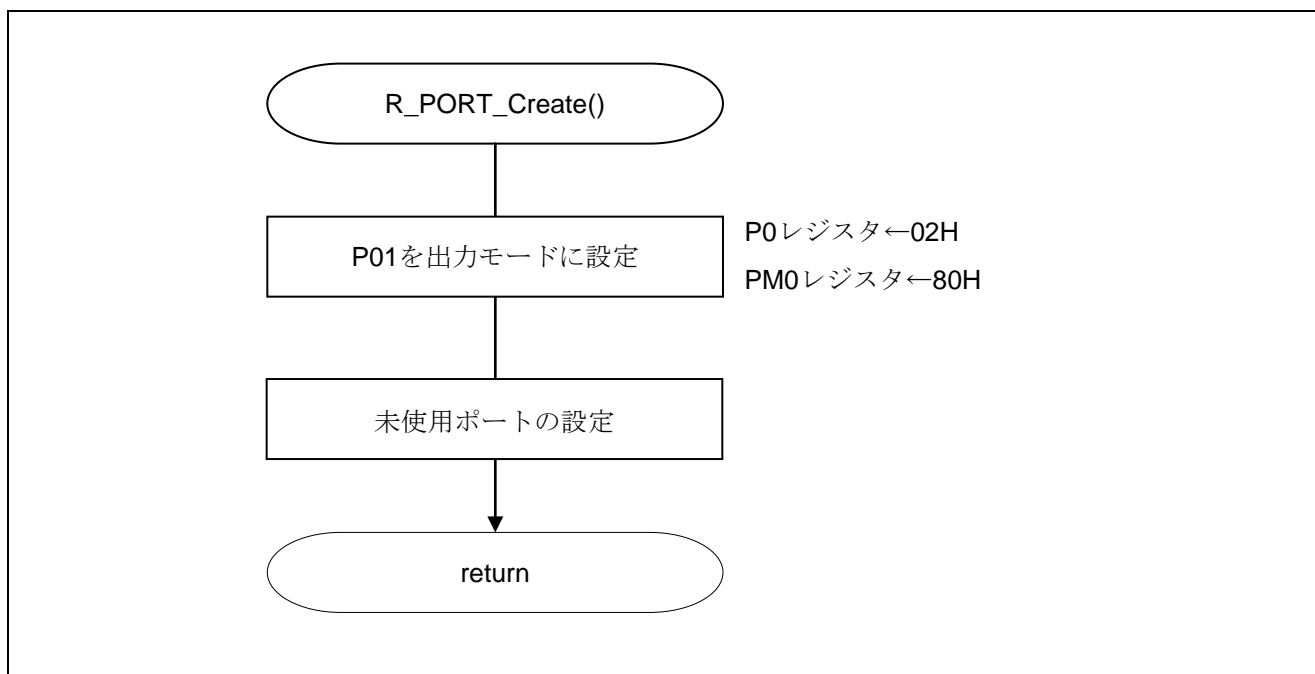 R_PORT_Create()
P01を出力モードに設定
P0レジスタ←02H
PM0レジスタ←80H
未使用ポートの設定
return